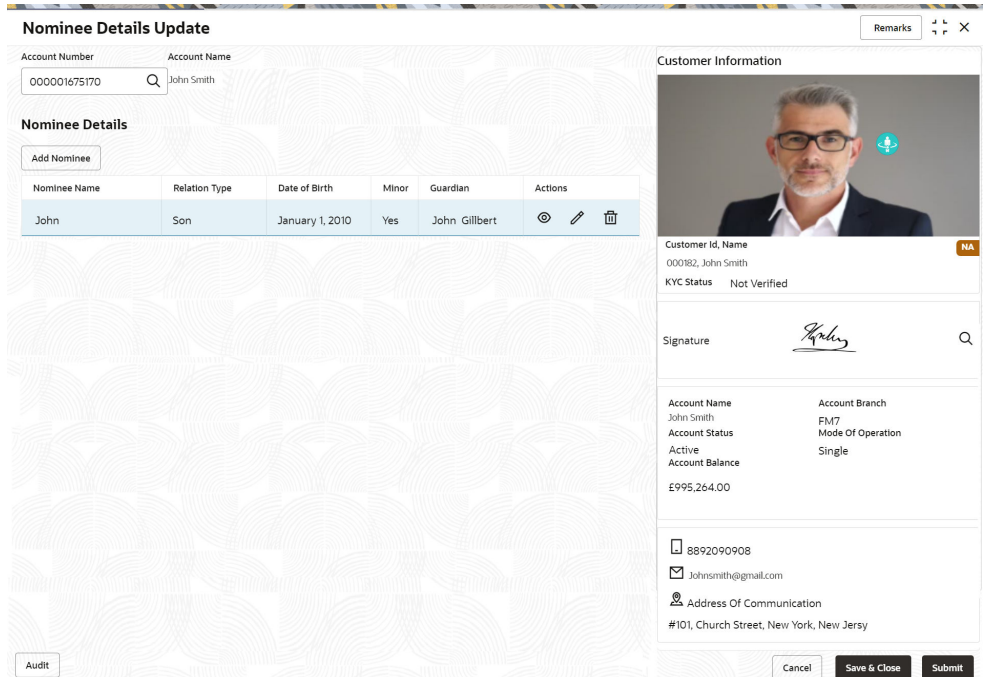 Nominee Details Update
Remarks
Account Number
Account Name
000001675170
John Smith
Nominee Details
Add Nominee
Nominee Name Relation Type Date of Birth Minor Guardian Actions
John Son January 1, 2010 Yes John Gillbert
Customer Information
Customer Id, Name
NA
000182, John Smith
KYC Status Not Verified
Signature
Account Name
John Smith
Account Branch
FM7
Account Status
Active
Mode Of Operation
Single
Account Balance
£995,264.00
8892090908
Johnsmith@gmail.com
Address Of Communication
#101, Church Street, New York, New Jersy
Audit
Cancel
Save & Close
Submit